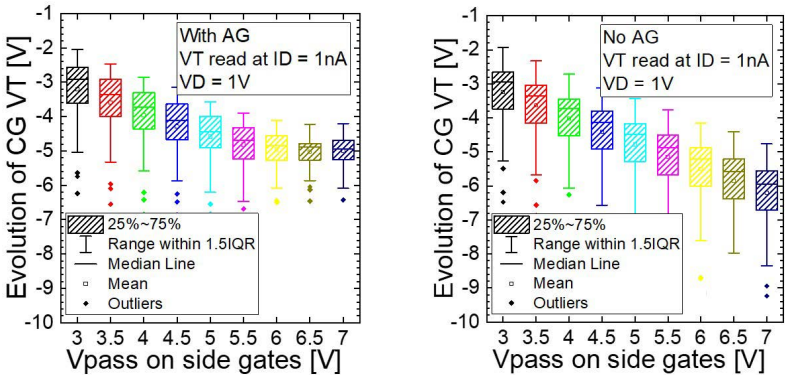 With AG
VT read at ID = 1nA
VD = 1V
Evolution of CG VT [V]
-1
-2
-3
-4
-5
-6
-7
-8
-9
-10
25%~75%
Range within 1.5IQR
Median Line
Mean
Outliers
3 3.5 4 4.5 5 5.5 6 6.5 7
Vpass on side gates [V]
No AG
VT read at ID = 1nA
VD = 1V
Evolution of CG VT [V]
-1
-2
-3
-4
-5
-6
-7
-8
-9
-10
25%~75%
Range within 1.5IQR
Median Line
Mean
Outliers
3 3.5 4 4.5 5 5.5 6 6.5 7
Vpass on side gates [V]